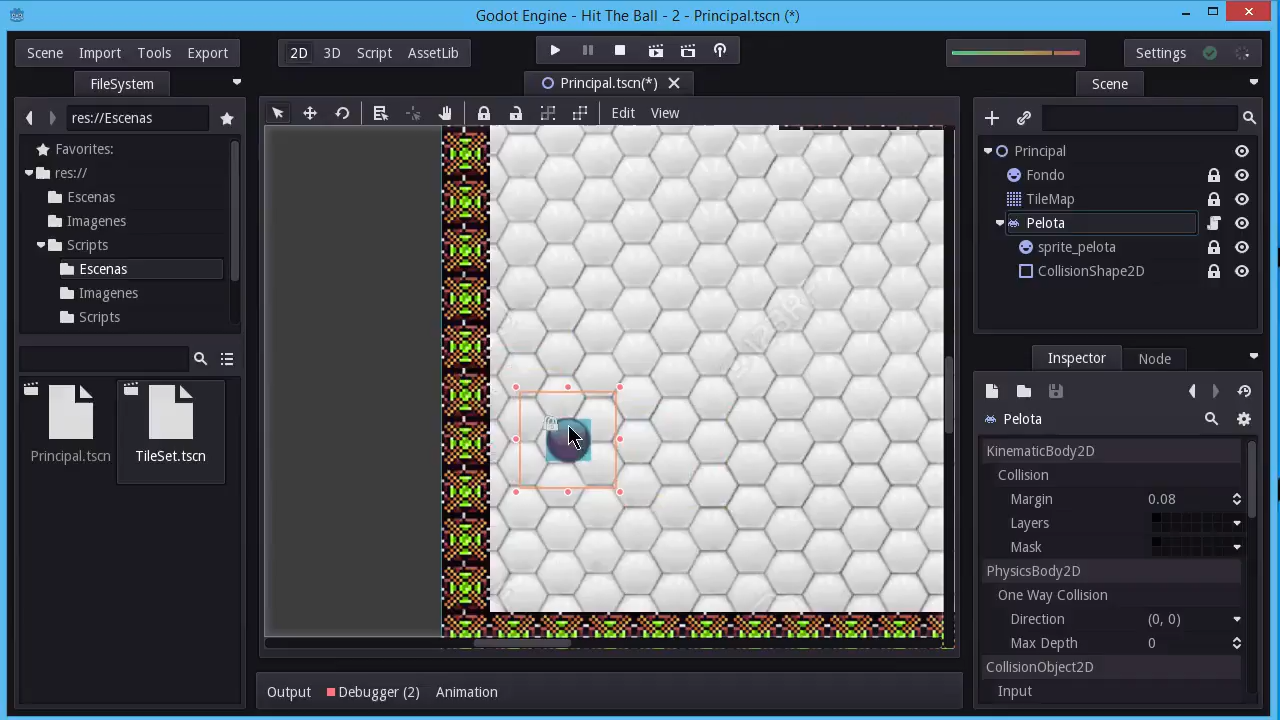 Godot Engine - Hit The Ball - 2 - Principal.tscn (*)
Scene Import Tools Export
2D 3D Script AssetLib
Settings
FileSystem
Principal.tscn(*)
Scene
res://Escenas
Edit View
Favorites:
res://
Escenas
Imagenes
Scripts
Escenas
Imagenes
Scripts
Principal.tscn
TileSet.tscn
Principal
Fondo
TileMap
Pelota
sprite_pelota
CollisionShape2D
Inspector Node
Pelota
KinematicBody2D
Collision
Margin 0.08
Layers
Mask
PhysicsBody2D
One Way Collision
Direction (0, 0)
Max Depth 0
CollisionObject2D
Input
Output Debugger (2) Animation